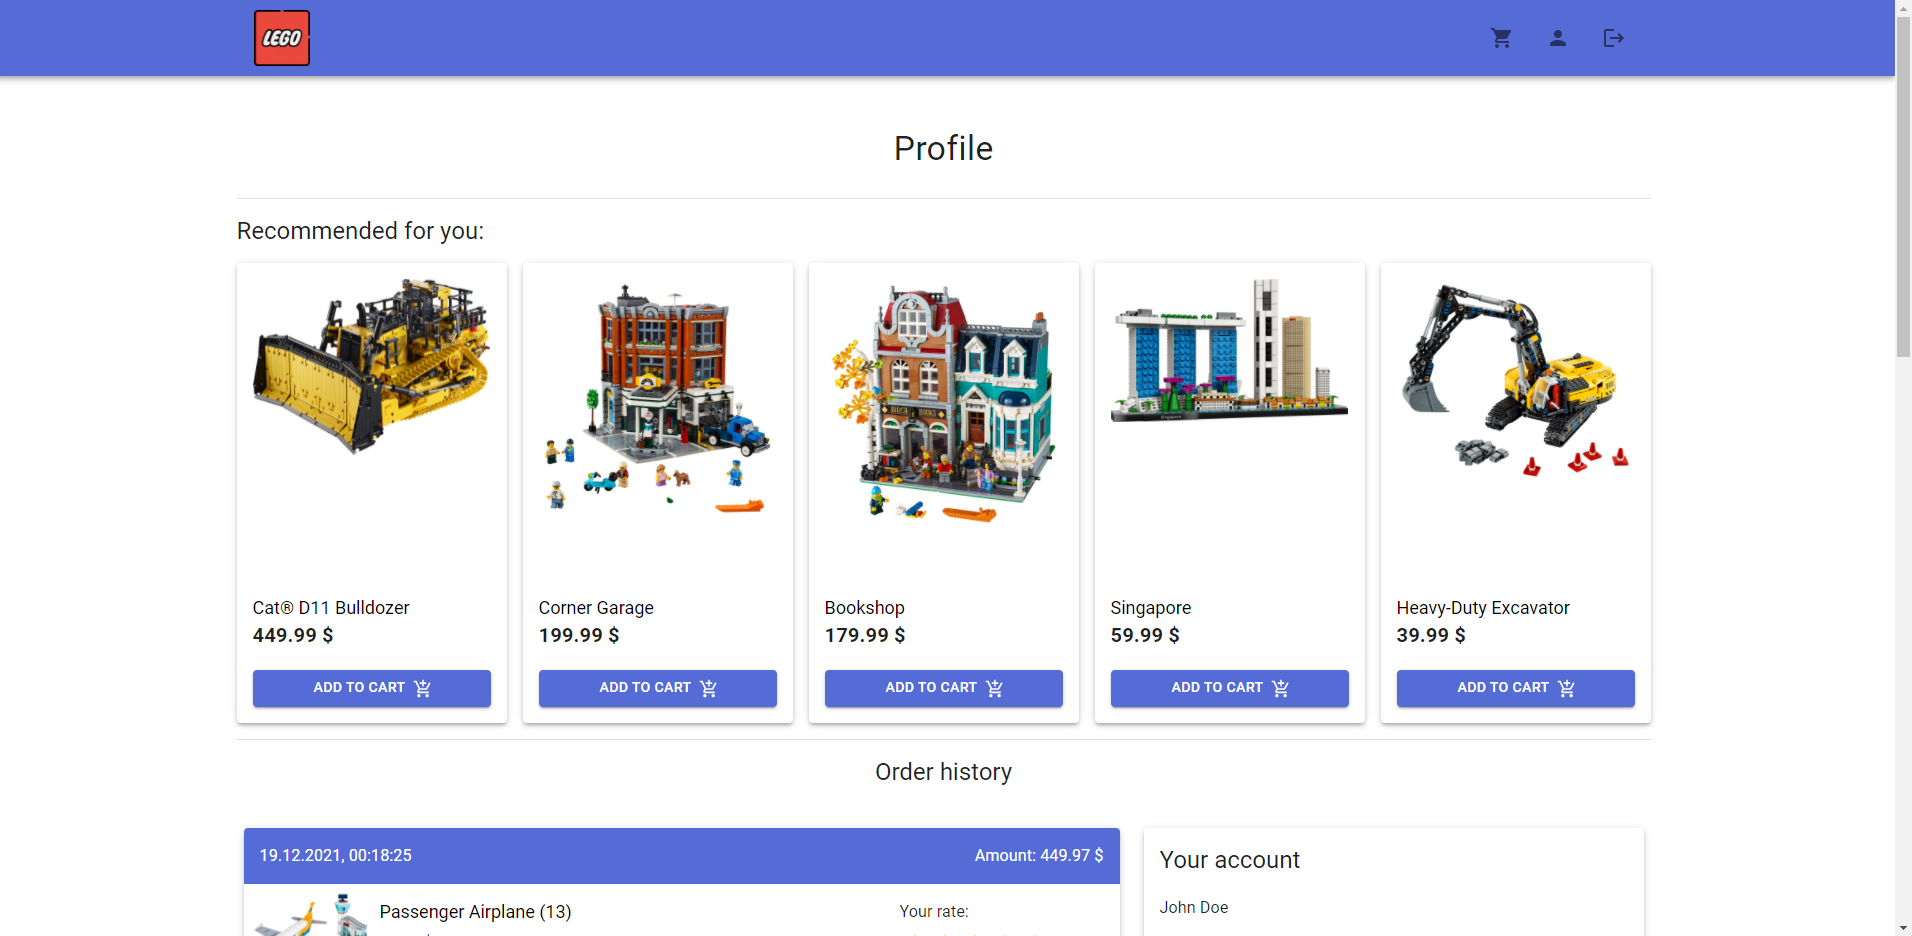 LEGO
Profile
Recommended for you:
Cat® D11 Bulldozer
449.99 $
ADD TO CART
Corner Garage
199.99 $
ADD TO CART
Bookshop
179.99 $
ADD TO CART
Singapore
59.99 $
ADD TO CART
Heavy-Duty Excavator
39.99 $
ADD TO CART
Order history
19.12.2021, 00:18:25
Amount: 449.97 $
Passenger Airplane (13)
Your rate:
Your account
John Doe